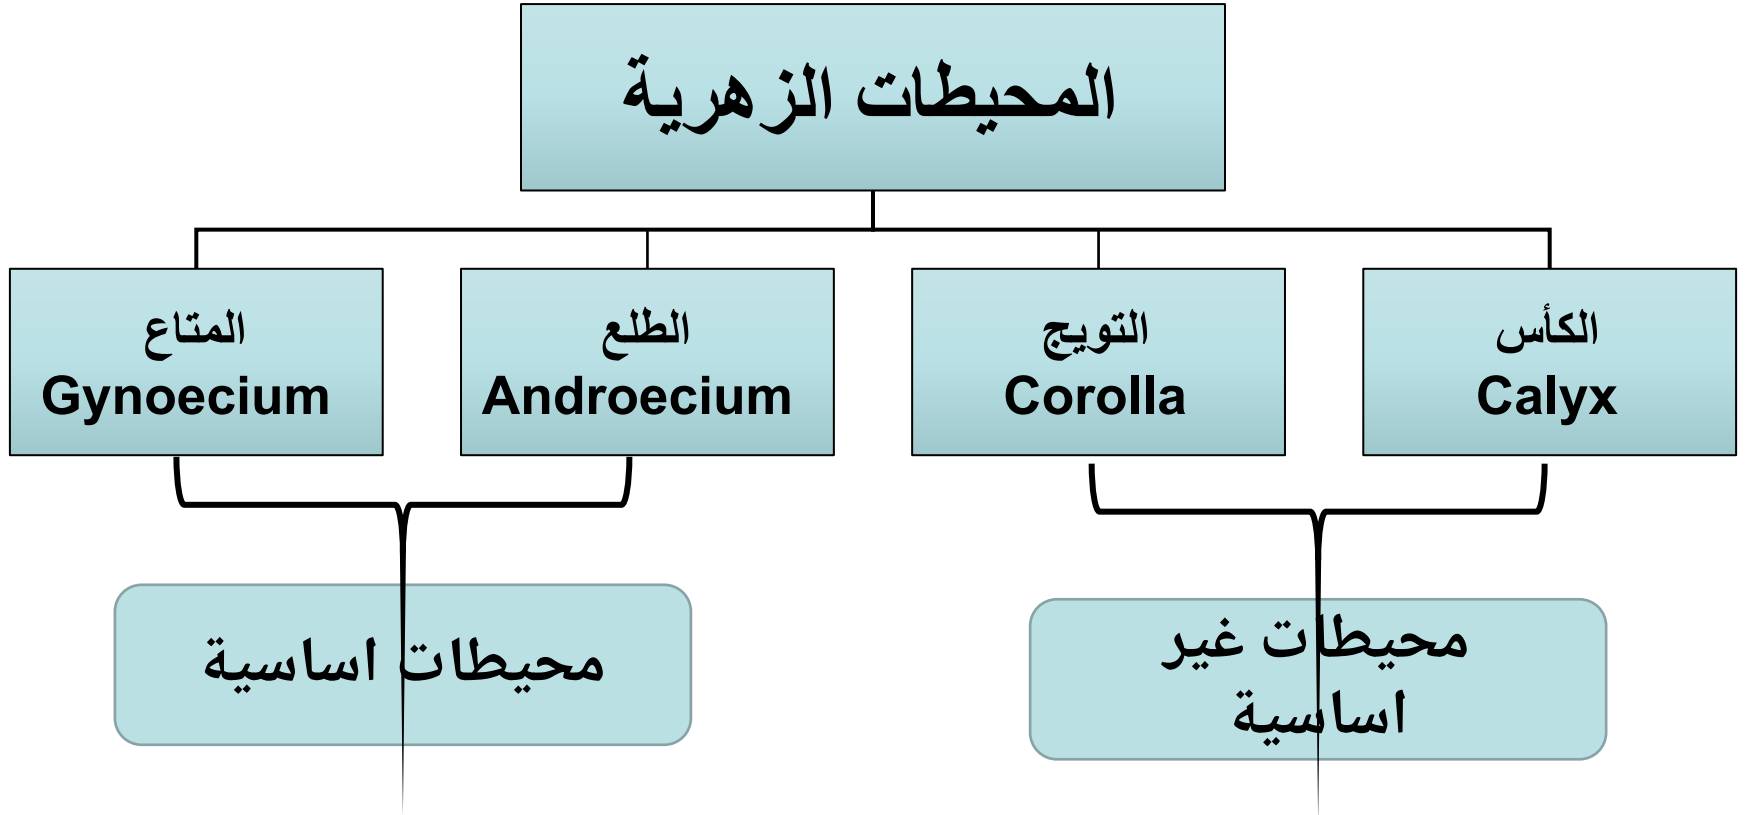 المحيطات الزهرية
الكأس
Calyx
التويج
Corolla
الطلع
Androecium
المتاع
Gynoecium
محيطات غير
اساسية
محيطات اساسية